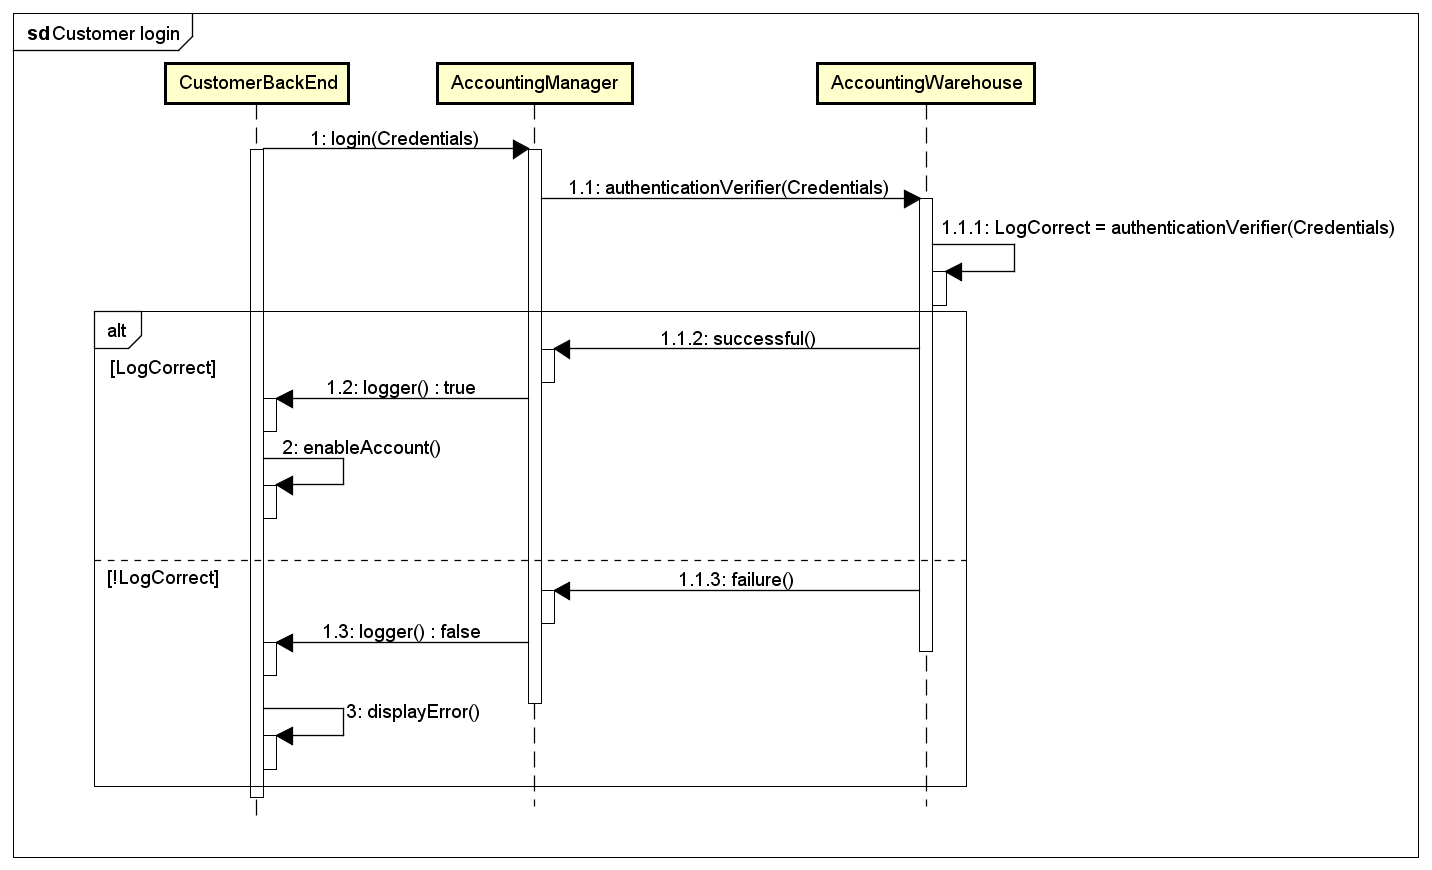 sd Customer login
CustomerBackEnd
AccountingManager
AccountingWarehouse
1: login(Credentials)
1.1: authenticationVerifier(Credentials)
1.1.1: LogCorrect = authenticationVerifier(Credentials)
alt
1.1.2: successful()
[LogCorrect]
1.2: logger() : true
2: enableAccount()
[!LogCorrect]
1.1.3: failure()
1.3: logger() : false
3: displayError()